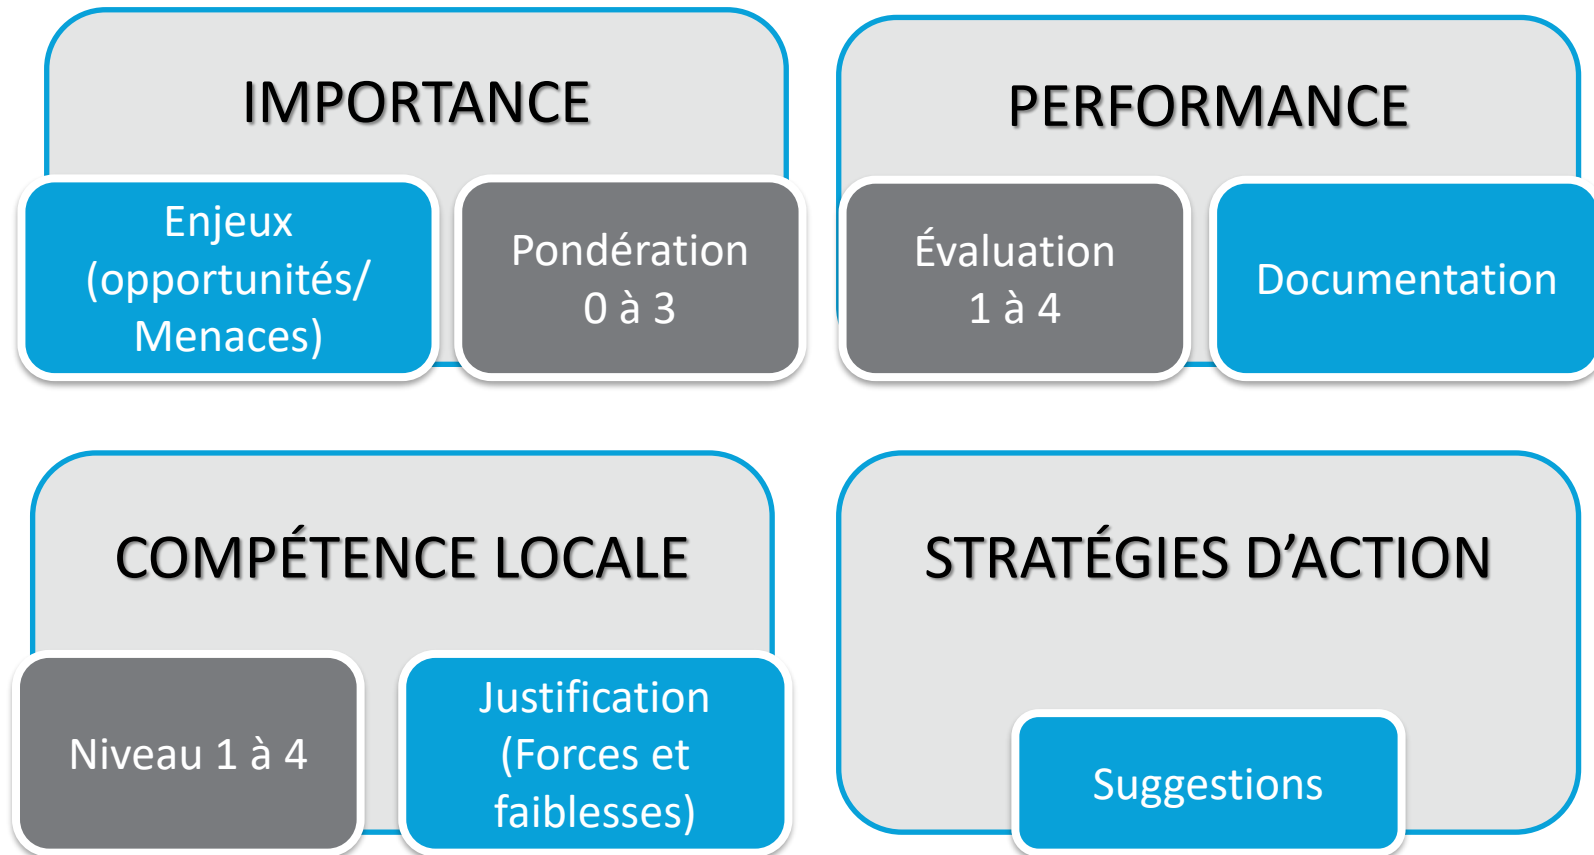 IMPORTANCE
Enjeux
(opportunités/
Menaces)
Pondération
0 à 3
PERFORMANCE
Évaluation
1 à 4
Documentation
COMPÉTENCE LOCALE
Niveau 1 à 4
Justification
(Forces et
faiblesses)
STRATÉGIES D’ACTION
Suggestions